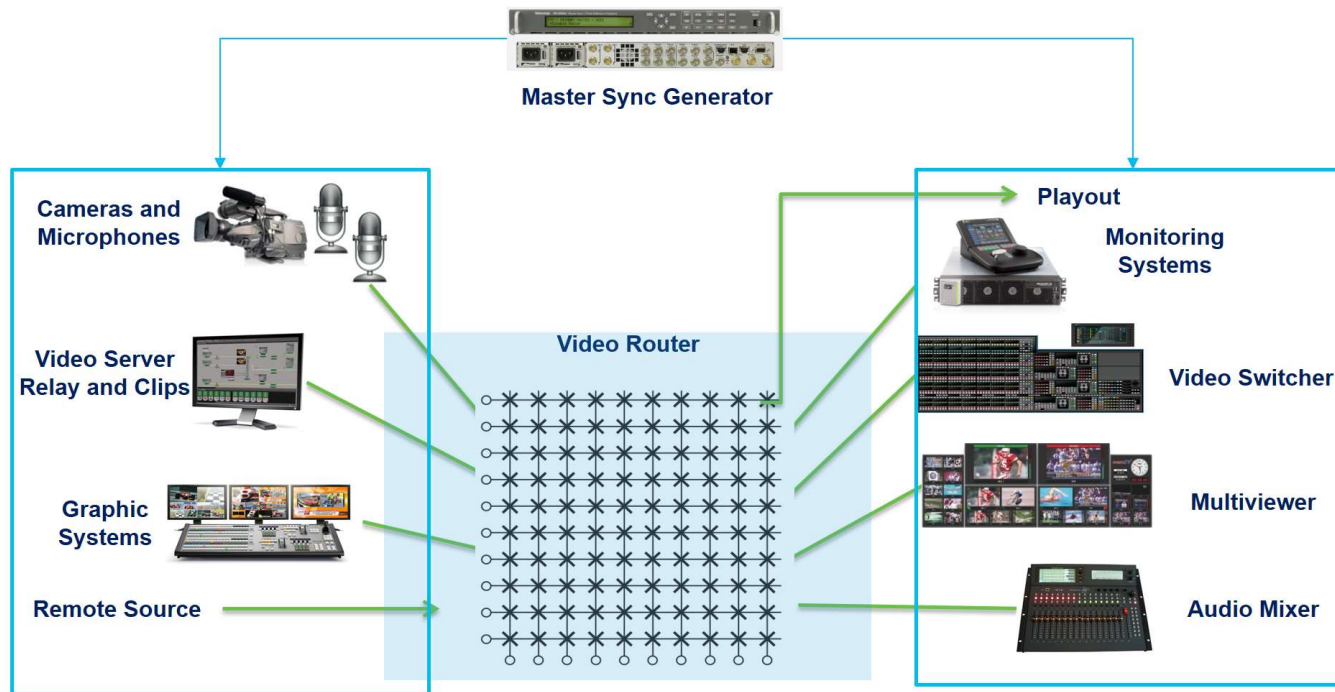 Master Sync Generator
Cameras and
Microphones
Video Server
Relay and Clips
Graphic
Systems
Remote Source
Video Router
Playout
Monitoring
Systems
Video Switcher
Multiviewer
Audio Mixer